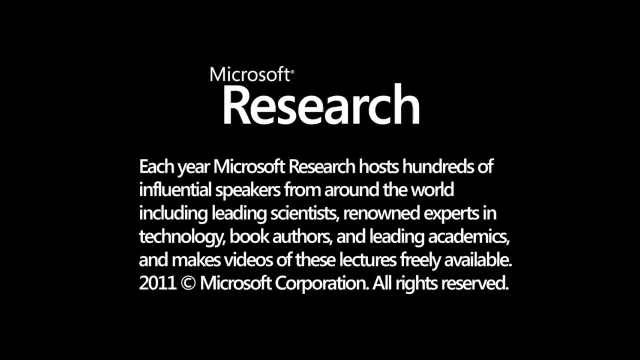 Microsoft®
Research
Each year Microsoft Research hosts hundreds of
influential speakers from around the world
including leading scientists, renowned experts in
technology, book authors, and leading academics,
and makes videos of these lectures freely available.
2011 © Microsoft Corporation. All rights reserved.